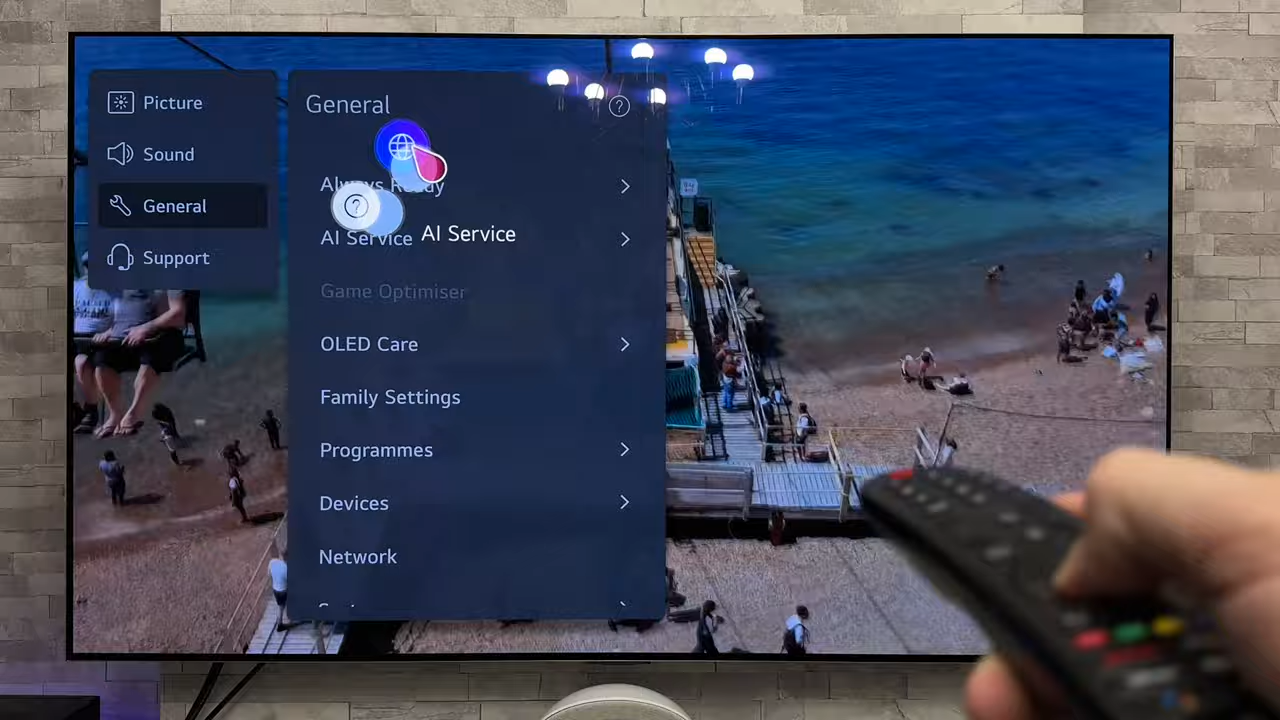 Picture
Sound
General
Support
General
Always Ready
AI Service
AI Service
Game Optimiser
OLED Care
Family Settings
Programmes
Devices
Network